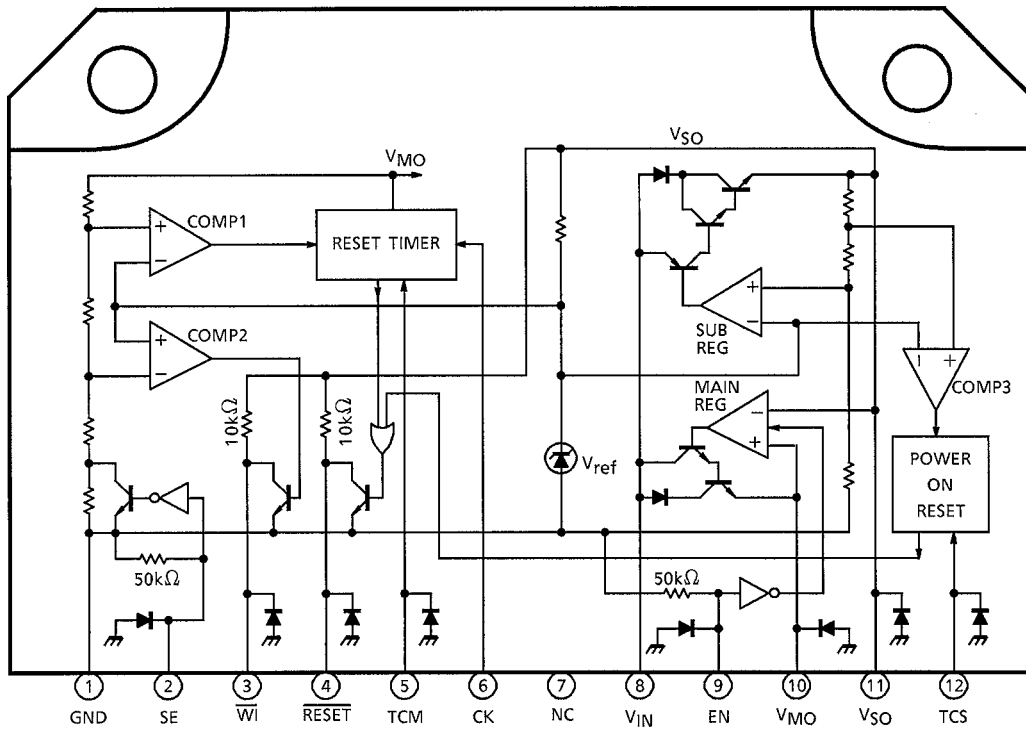 VSO
VMO
COMP1
+
−
RESET TIMER
+
−
COMP2
SUB
REG
+
−
− +
COMP3
MAIN
REG
−
+
10kΩ
10kΩ
Vref
POWER
ON
RESET
50kΩ
50kΩ
1 2 3 4 5 6 7 8 9 10 11 12
GND SE WI RESET TCM CK NC VIN EN VMO VSO TCS